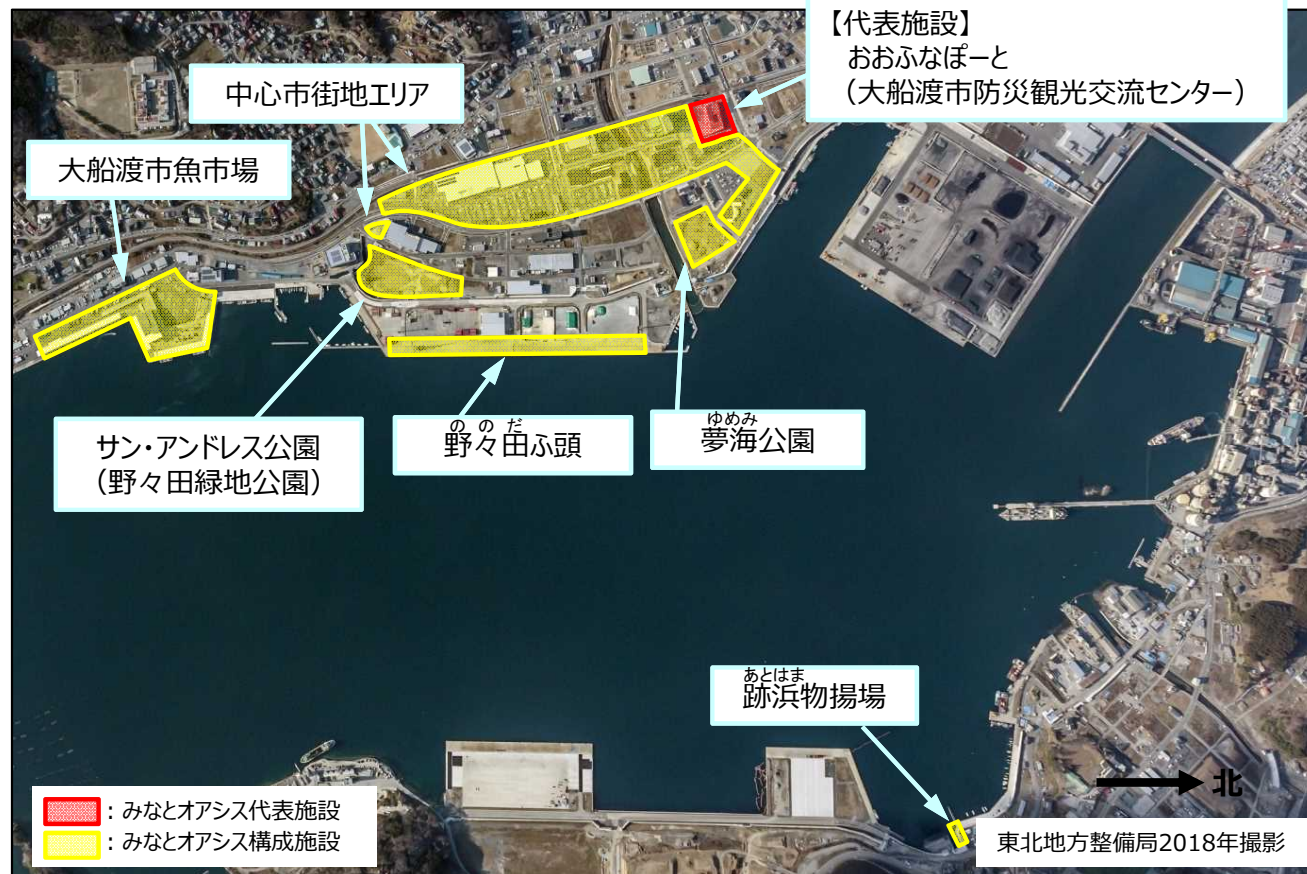 【代表施設】
おおふなぽーと
（大船渡市防災観光交流センター）
中心市街地エリア
大船渡市魚市場
サン・アンドレス公園
（野々田緑地公園）
の の だ
野々田ふ頭
ゆめみ
夢海公園
あとはま
跡浜物揚場
北
：みなとオアシス代表施設
：みなとオアシス構成施設
東北地方整備局2018年撮影